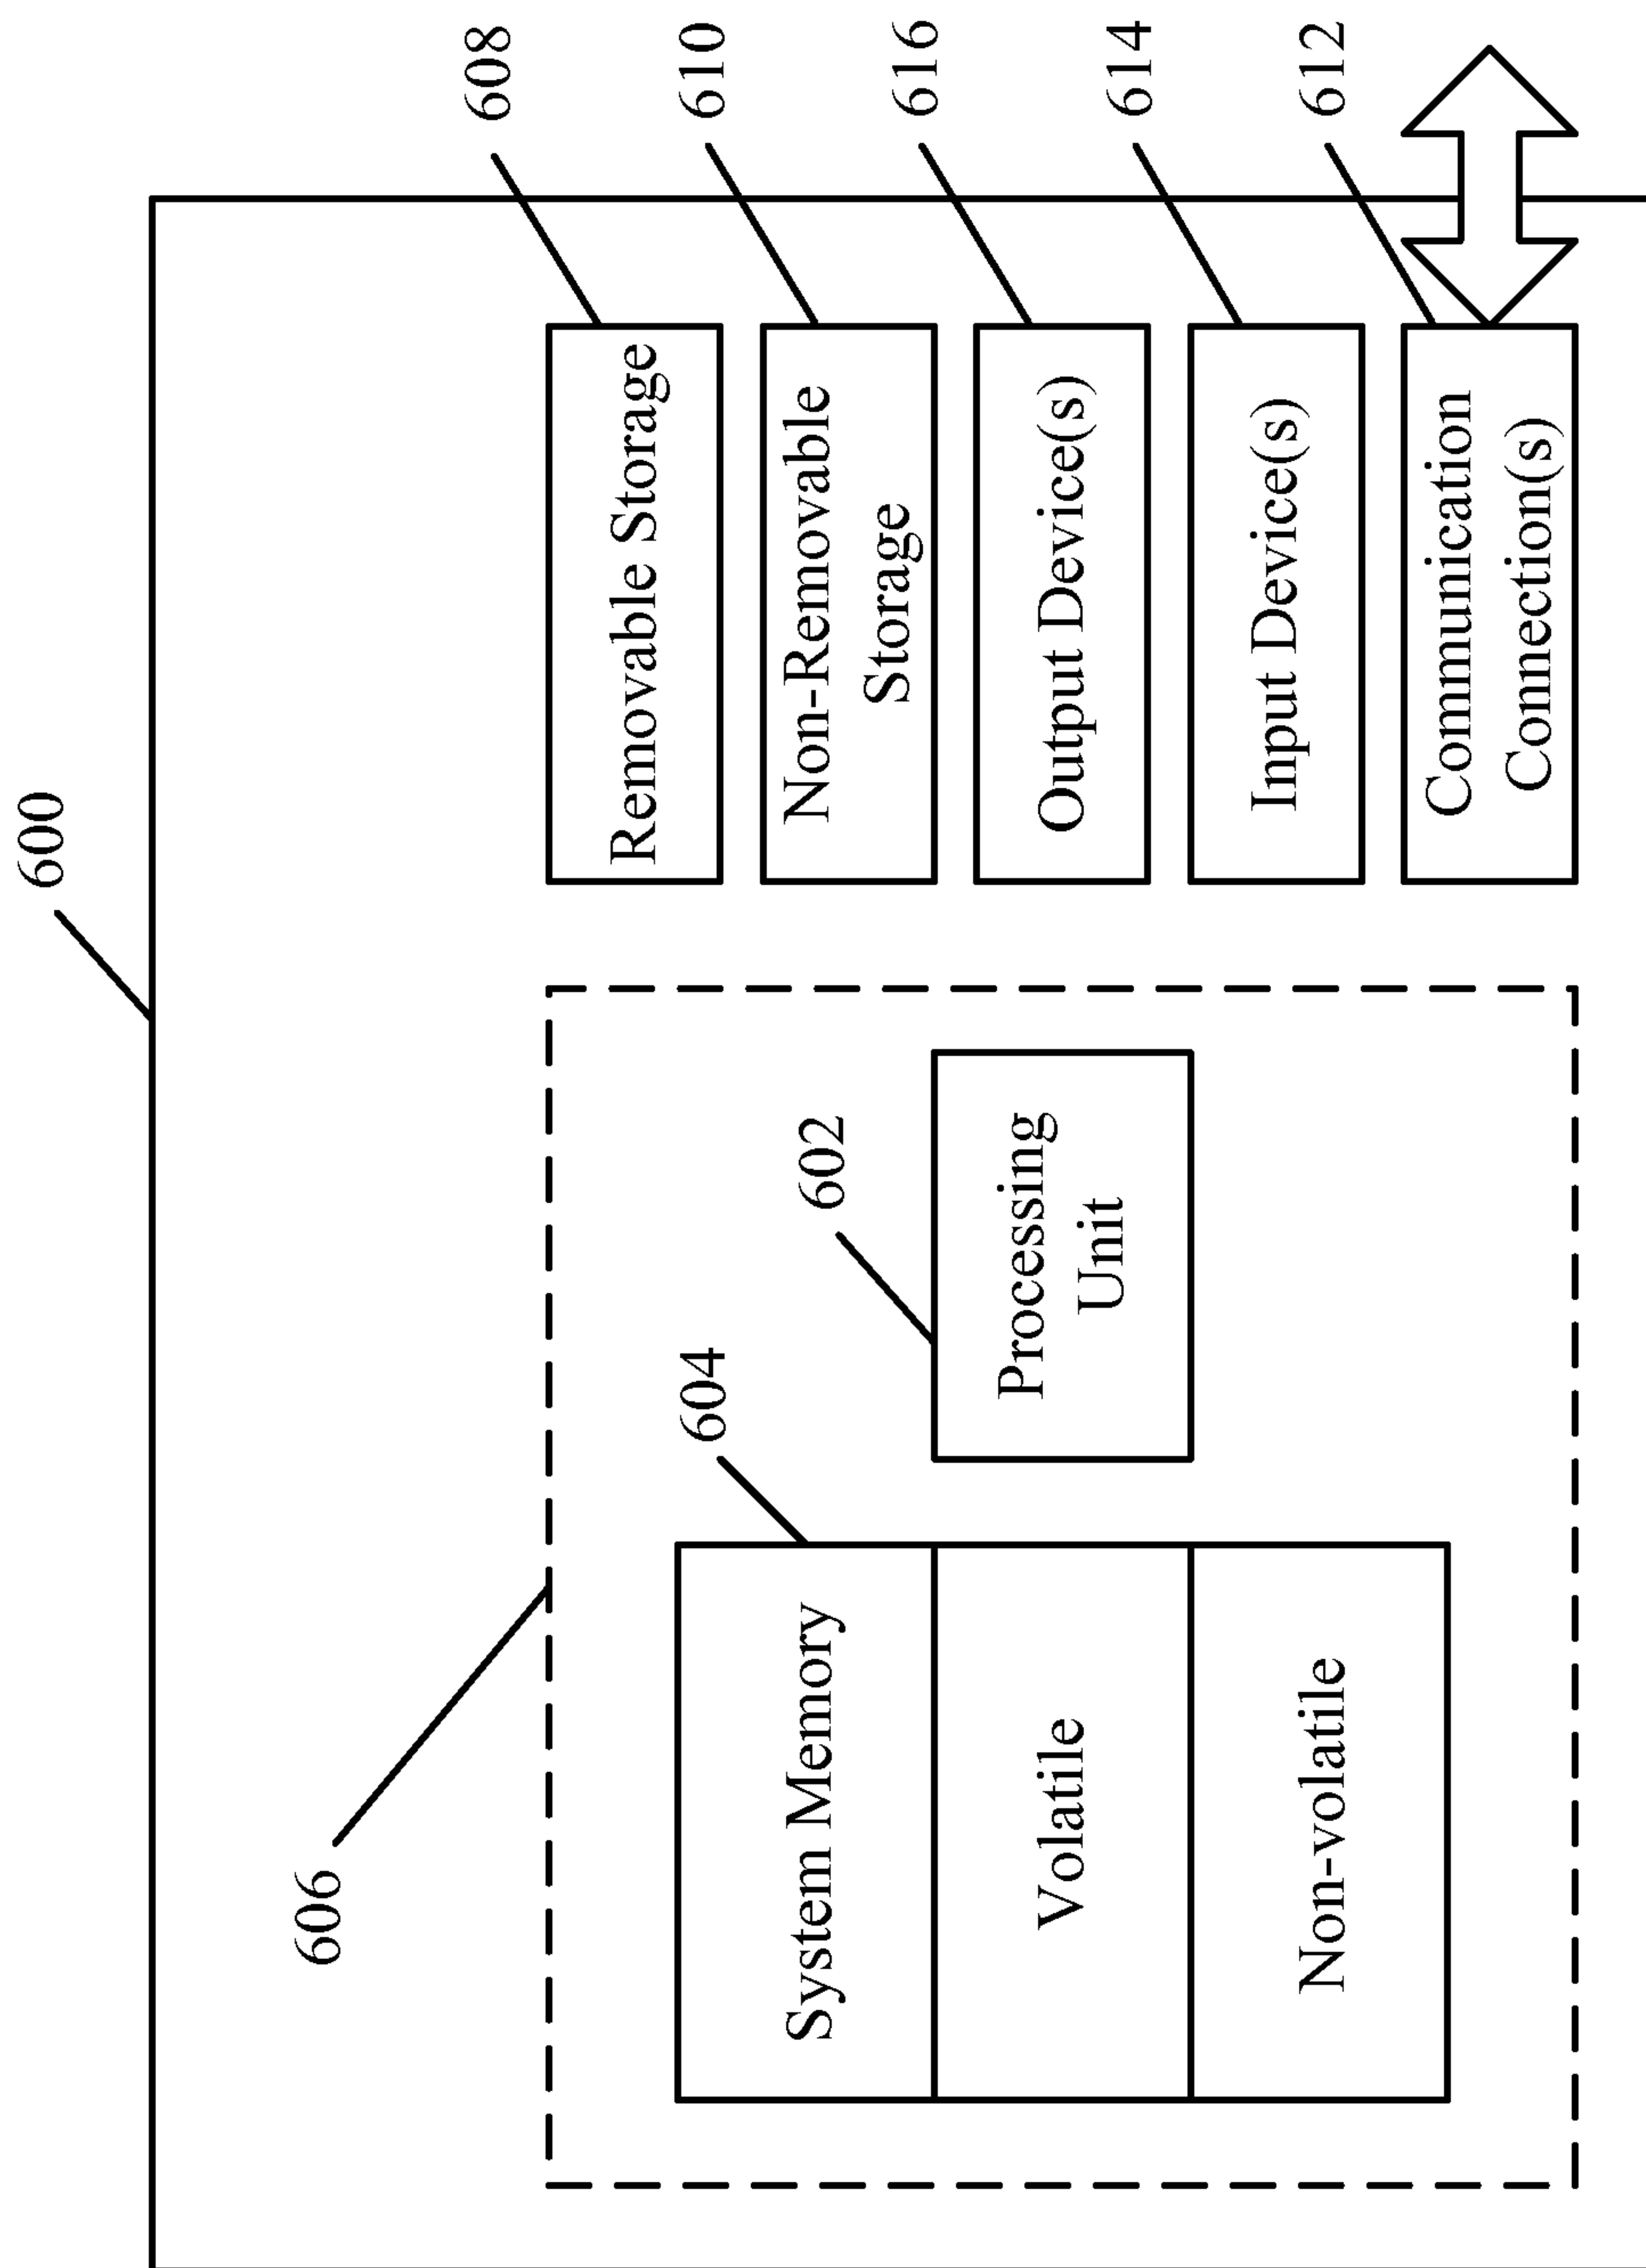 600
606
604
System Memory
Volatile
Non-volatile
602
Processing
Unit
608
Removable Storage
610
Non-Removable
Storage
616
Output Device(s)
614
Input Device(s)
612
Communication
Connection(s)